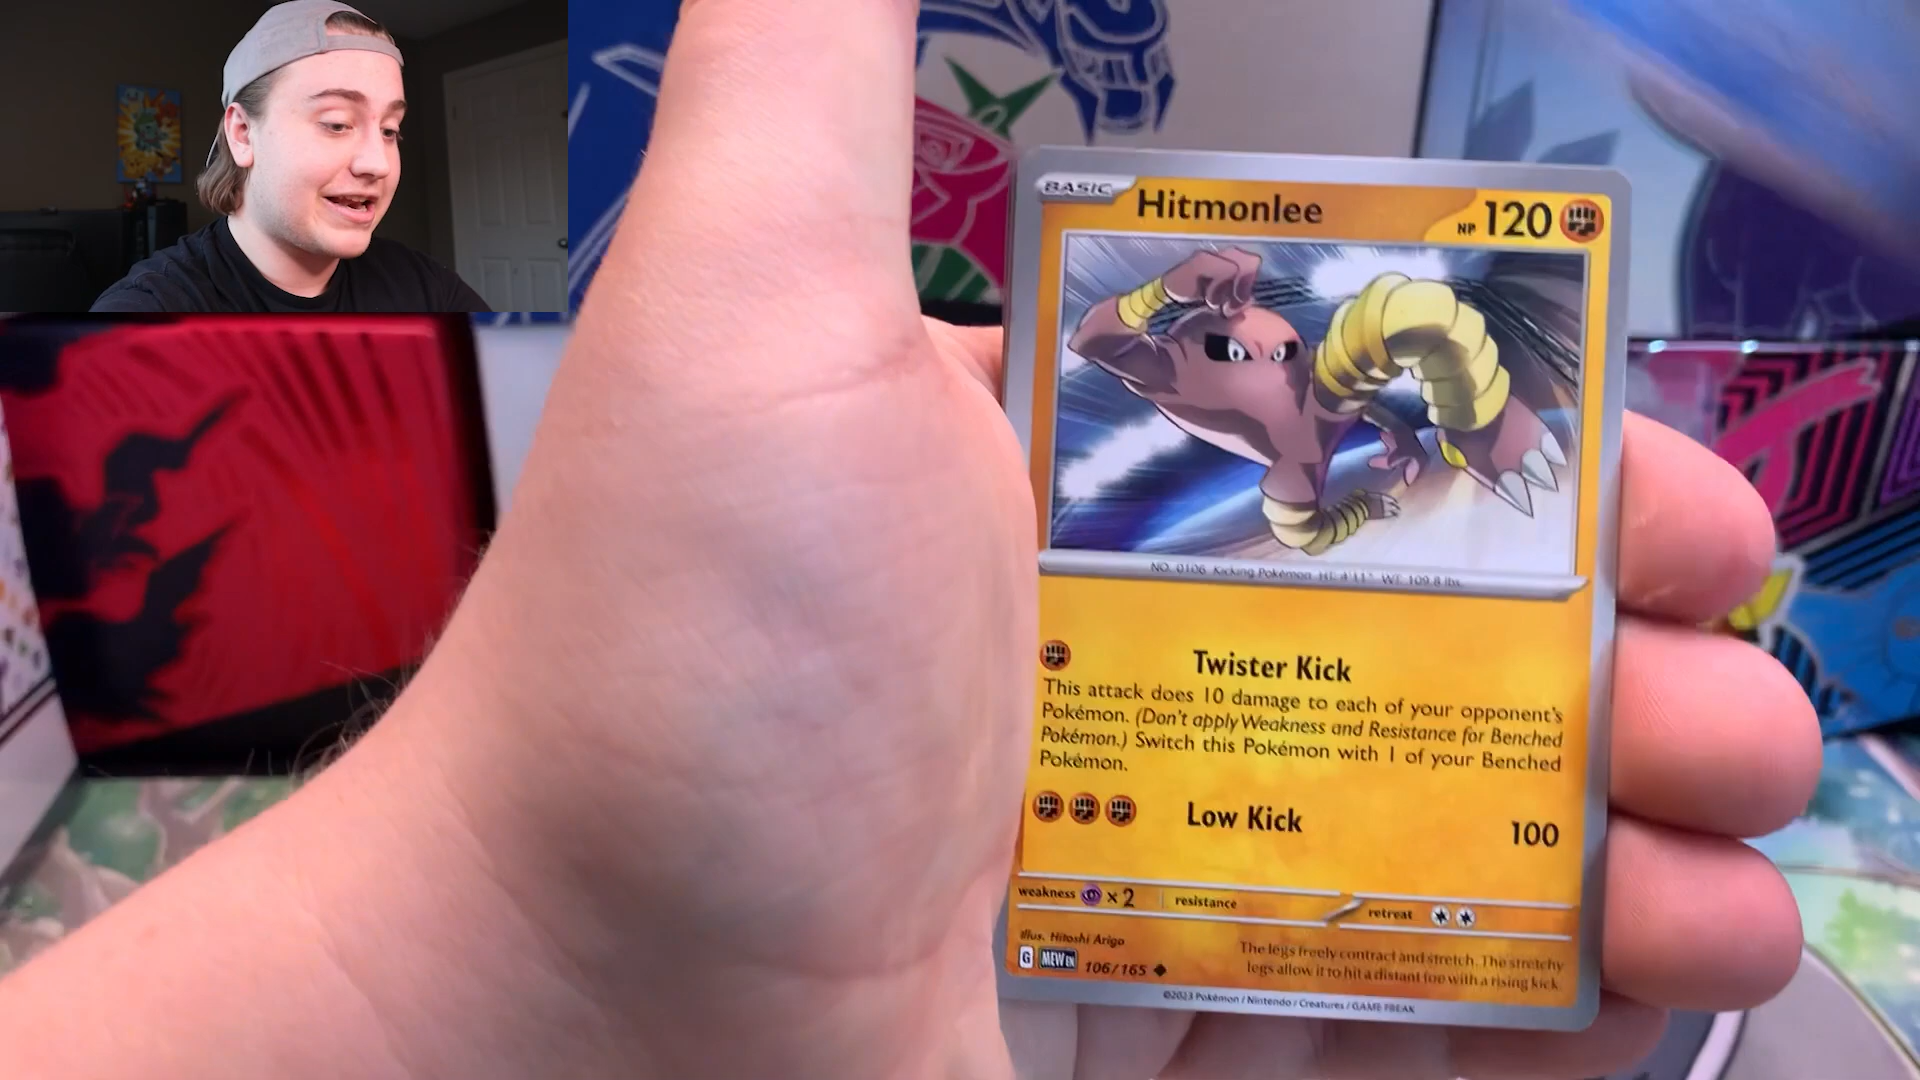 BASIC
Hitmonlee
HP 120
NO. 0106 Kicking Pokémon HT: 4'11" WT: 109.8 lbs.
Twister Kick
This attack does 10 damage to each of your opponent's
Pokémon. (Don't apply Weakness and Resistance for Benched
Pokémon.) Switch this Pokémon with 1 of your Benched
Pokémon.
Low Kick 100
weakness ×2 resistance retreat
Illus. Hitoshi Ariga
G MEW EN 106/165
The legs freely contract and stretch. The stretchy
legs allow it to hit a distant foe with a rising kick.
©2023 Pokémon / Nintendo / Creatures / GAME FREAK